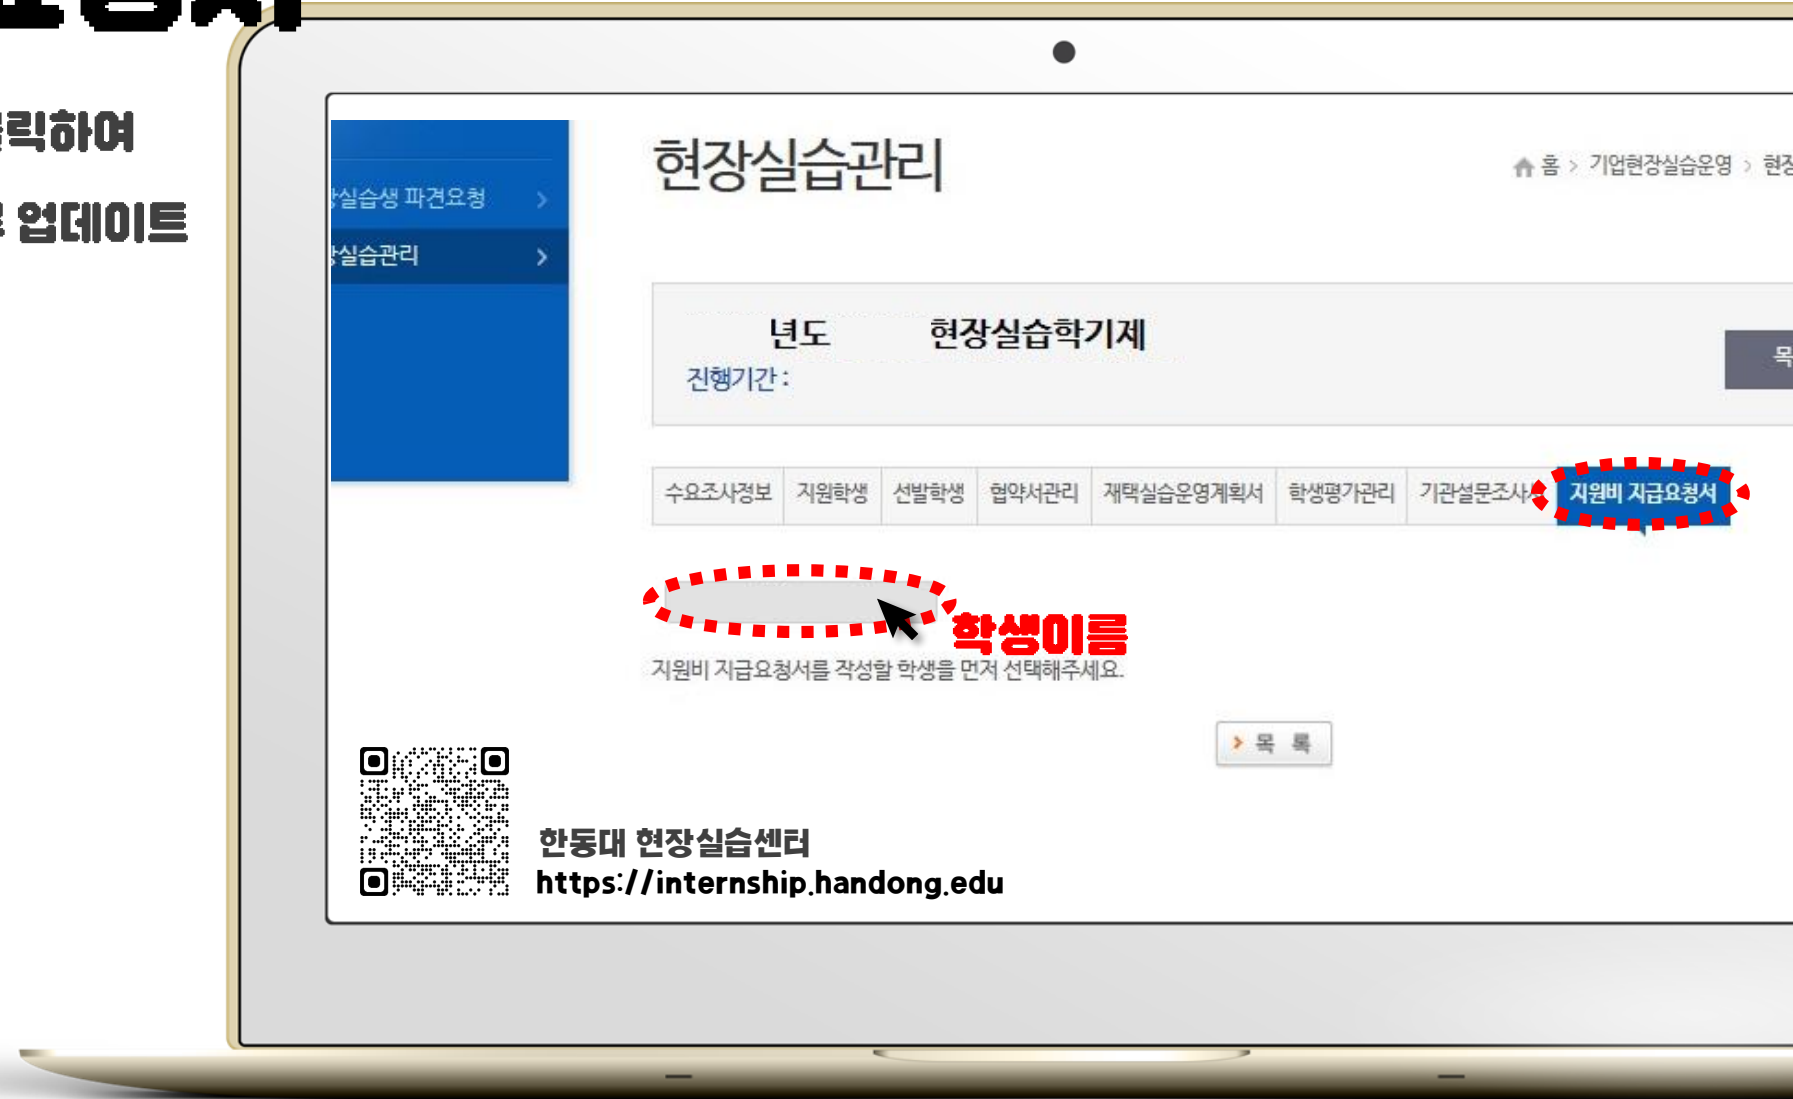 릭하여
업데이트
현장실습관리
홈 > 기업현장실습운영 > 현장
실습생 파견요청
실습관리
년도 현장실습학기제
진행기간 :
수요조사정보 지원학생 선발학생 협약서관리 재택실습운영계획서 학생평가관리 기관설문조사 지원비 지급요청서
학생이름
지원비 지급요청서를 작성할 학생을 먼저 선택해주세요.
목 록
한동대 현장실습센터
https://internship.handong.edu